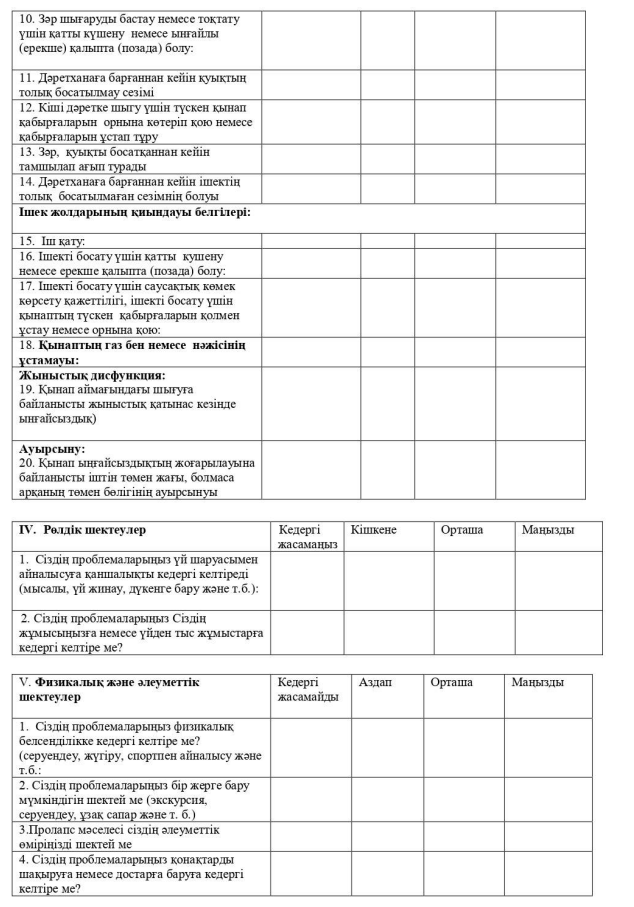 10. Зәр шығаруды бастау немесе тоқтату
үшін қатты күшену немесе ынғайлы
(ерекше) қалыпта (позада) болу:
11. Дәретханаға барғаннан кейін қуықтың
толық босатылмау сезімі
12. Кіші дәретке шыгу үшін түскен қынап
қабырғаларын орнына көтеріп қою немесе
қабырғаларын ұстап тұру
13. Зәр, қуықты босатқаннан кейін
тамшылап ағып турады
14. Дәретханаға барғаннан кейін ішектің
толық босатылмаған сезімнің болуы
Ішек жолдарының қиындауы белгілері:
15. Іш қату:
16. Ішекті босату үшін қатты кушену
немесе ерекше қалыпта (позада) болу:
17. Ішекті босату үшін саусақтық көмек
көрсету қажеттілігі, ішекті босату үшін
қынаптың түскен қабырғаларын қолмен
ұстау немесе орнына қою:
18. Қынаптың газ бен немесе нәжісінің
ұстамауы:
Жыныстық дисфункция:
19. Қынап аймағындағы шығуға
байланысты жыныстық қатынас кезінде
ынғайсыздық)
Ауырсыну:
20. Қынап ыңғайсыздықтың жоғарылауына
байланысты іштін төмен жағы, болмаса
арқаның төмен бөлігінің ауырсынуы
IV. Рөлдік шектеулер Кедергі жасамаңыз Кішкене Орташа Маңызды
1. Сіздің проблемаларыңыз үй шаруасымен
айналысуға қаншалықты кедергі келтіреді
(мысалы, үй жинау, дүкенге бару және т.б.):
2. Сіздің проблемаларыңыз Сіздің
жұмысыңызға немесе үйден тыс жұмыстарға
кедергі келтіре ме?
V. Физикалық және әлеуметтік
шектеулер
Кедергі жасамайды Аздап Орташа Маңызды
1. Сіздің проблемаларыңыз физикалық
белсенділікке кедергі келтіре ме?
(серуендеу, жүгіру, спортпен айналысу және
т.б.:
2. Сіздің проблемаларыңыз бір жерге бару
мүмкіндігін шектей ме (экскурсия,
серуендеу, ұзақ сапар және т. б.)
3.Пролапс мәселесі сіздің әлеуметтік
өміріңізді шектей ме
4. Сіздің проблемаларыңыз қонақтарды
шақыруға немесе достарға баруға кедергі
келтіре ме?